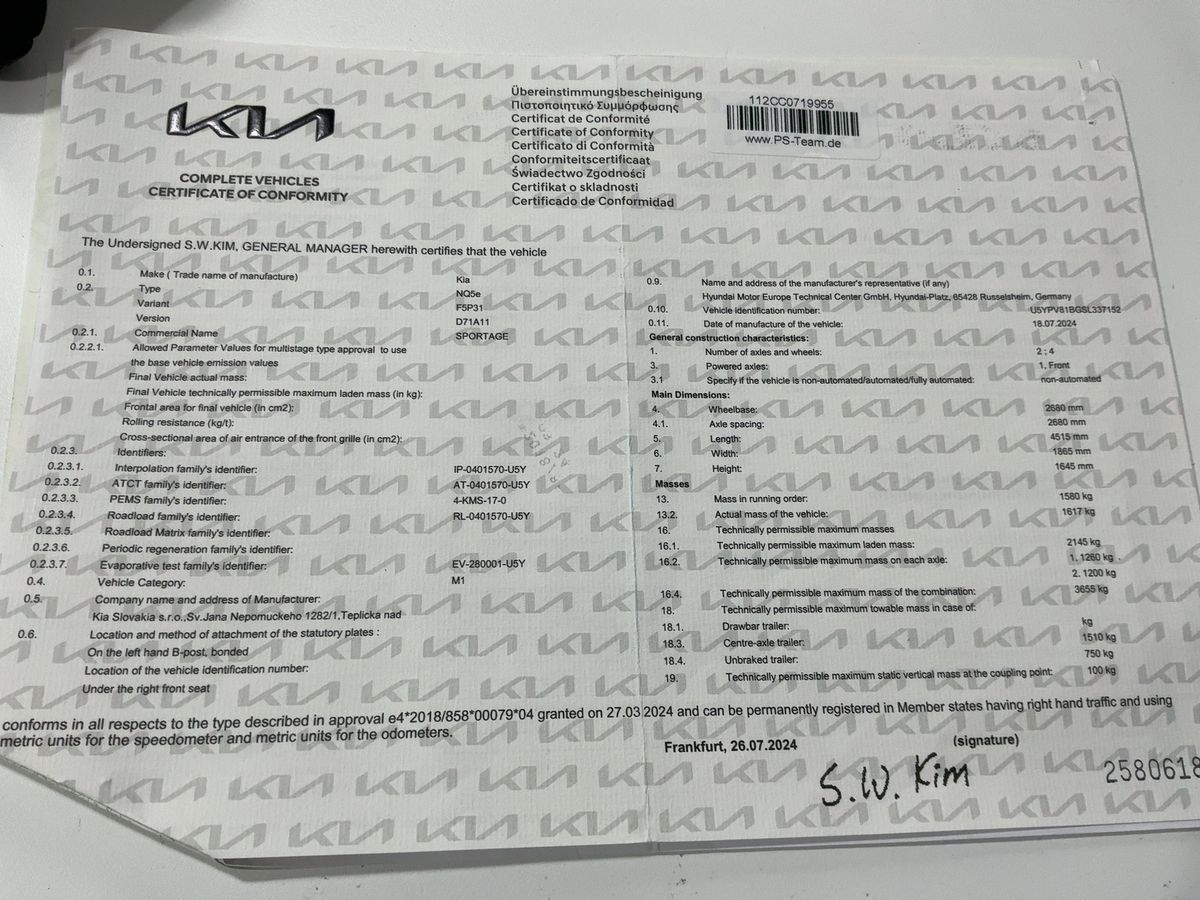 KIA
COMPLETE VEHICLES
CERTIFICATE OF CONFORMITY
Übereinstimmungsbescheinigung
Πιστοποιητικό Συμμόρφωσης
Certificat de Conformité
Certificate of Conformity
Certificato di Conformità
Conformiteitscertificaat
Świadectwo Zgodności
Certifikat o skladnosti
Certificado de Conformidad
112CC0719955
www.PS-Team.de
The Undersigned S.W.KIM, GENERAL MANAGER herewith certifies that the vehicle
0.1. Make ( Trade name of manufacture) Kia
0.2. Type NQ5e
Variant F5P31
Version D71A11
0.2.1. Commercial Name SPORTAGE
0.2.2.1. Allowed Parameter Values for multistage type approval to use
the base vehicle emission values
Final Vehicle actual mass:
Final Vehicle technically permissible maximum laden mass (in kg):
Frontal area for final vehicle (in cm2):
Rolling resistance (kg/t):
Cross-sectional area of air entrance of the front grille (in cm2):
0.2.3. Identifiers:
0.2.3.1. Interpolation family's identifier: IP-0401570-U5Y
0.2.3.2. ATCT family's identifier: AT-0401570-U5Y
0.2.3.3. PEMS family's identifier: 4-KMS-17-0
0.2.3.4. Roadload family's identifier: RL-0401570-U5Y
0.2.3.5. Roadload Matrix family's identifier:
0.2.3.6. Periodic regeneration family's identifier:
0.2.3.7. Evaporative test family's identifier: EV-280001-U5Y
0.4. Vehicle Category: M1
0.5. Company name and address of Manufacturer:
Kia Slovakia s.r.o.,Sv.Jana Nepomuckeho 1282/1,Teplicka nad
0.6. Location and method of attachment of the statutory plates :
On the left hand B-post, bonded
Location of the vehicle identification number:
Under the right front seat
0.9. Name and address of the manufacturer's representative (if any)
Hyundai Motor Europe Technical Center GmbH, Hyundai-Platz, 65428 Russelsheim, Germany
0.10. Vehicle identification number: U5YPV81BGSL337152
0.11. Date of manufacture of the vehicle: 18.07.2024
General construction characteristics:
1. Number of axles and wheels: 2 ; 4
3. Powered axles: 1, Front
3.1 Specify if the vehicle is non-automated/automated/fully automated: non-automated
Main Dimensions:
4. Wheelbase: 2680 mm
4.1. Axle spacing: 2680 mm
5. Length: 4515 mm
6. Width: 1865 mm
7. Height: 1645 mm
Masses
13. Mass in running order: 1580 kg
13.2. Actual mass of the vehicle: 1617 kg
16. Technically permissible maximum masses
16.1. Technically permissible maximum laden mass: 2145 kg
16.2. Technically permissible maximum mass on each axle: 1. 1260 kg .
2. 1200 kg
16.4. Technically permissible maximum mass of the combination: 3655 kg
18. Technically permissible maximum towable mass in case of:
18.1. Drawbar trailer: kg
18.3. Centre-axle trailer: 1510 kg
18.4. Unbraked trailer: 750 kg
19. Technically permissible maximum static vertical mass at the coupling point: 100 kg
conforms in all respects to the type described in approval e4*2018/858*00079*04 granted on 27.03.2024 and can be permanently registered in Member states having right hand traffic and using
metric units for the speedometer and metric units for the odometers.
Frankfurt, 26.07.2024
(signature)
S.W. Kim
2580618